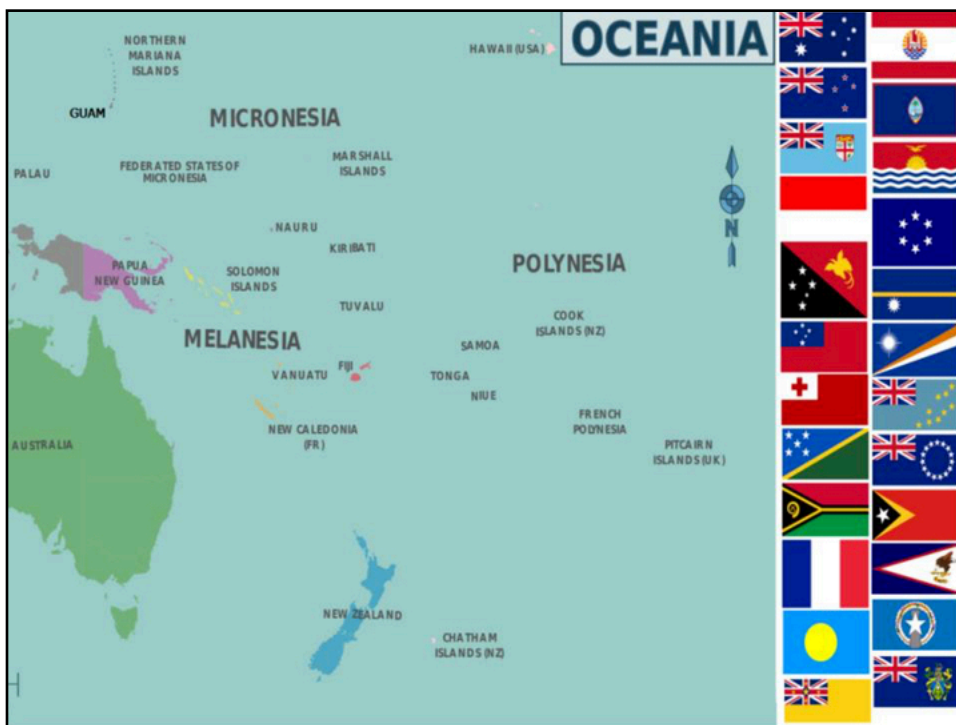 OCEANIA
NORTHERN
MARIANA
ISLANDS
HAWAII (USA)
GUAM
MICRONESIA
PALAU
FEDERATED STATES OF
MICRONESIA
MARSHALL
ISLANDS
NAURU
KIRIBATI
N
PAPUA
NEW GUINEA
SOLOMON
ISLANDS
POLYNESIA
TUVALU
COOK
ISLANDS (NZ)
MELANESIA
SAMOA
VANUATU
FIJI
TONGA
NIUE
NEW CALEDONIA
(FR)
FRENCH
POLYNESIA
AUSTRALIA
PITCAIRN
ISLANDS (UK)
NEW ZEALAND
CHATHAM
ISLANDS (NZ)